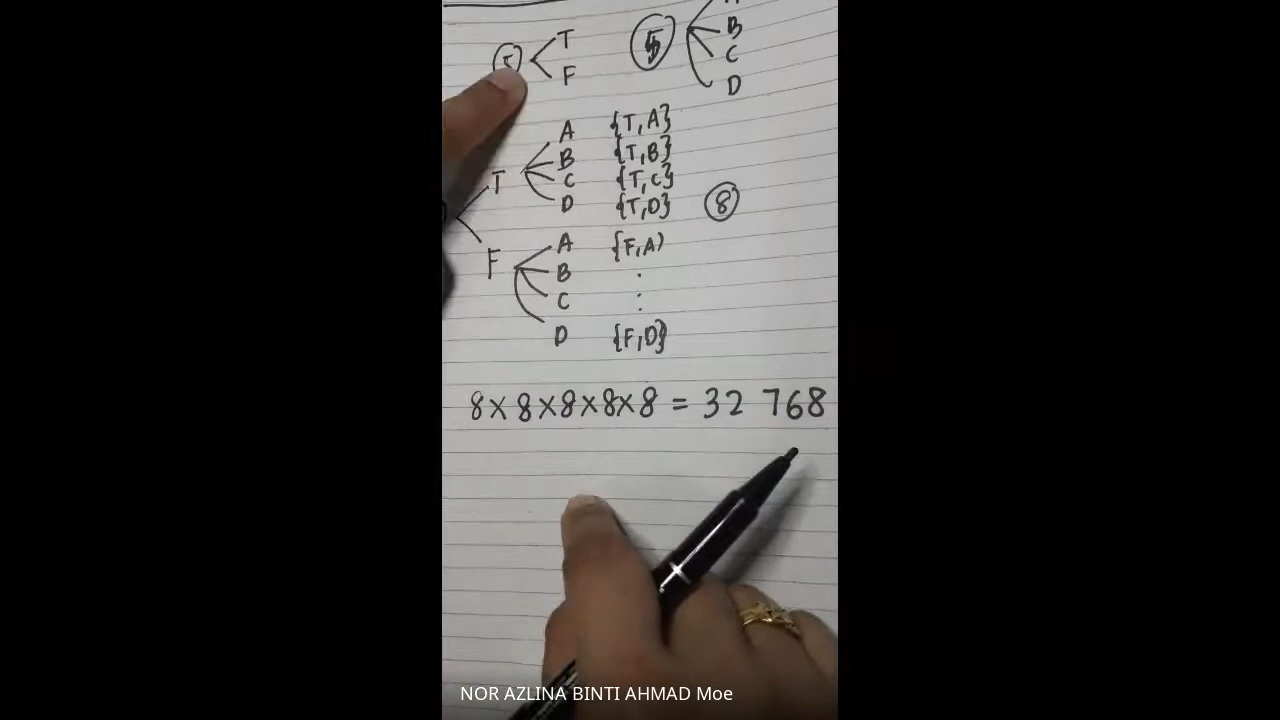 5 T
F
5
B
C
D
T
A {T,A}
B {T,B}
C {T,C}
D {T,D}
8
F
A {F,A)
B .
C :
D {F,D}
8 × 8 × 8 × 8 × 8 = 32 768
NOR AZLINA BINTI AHMAD Moe